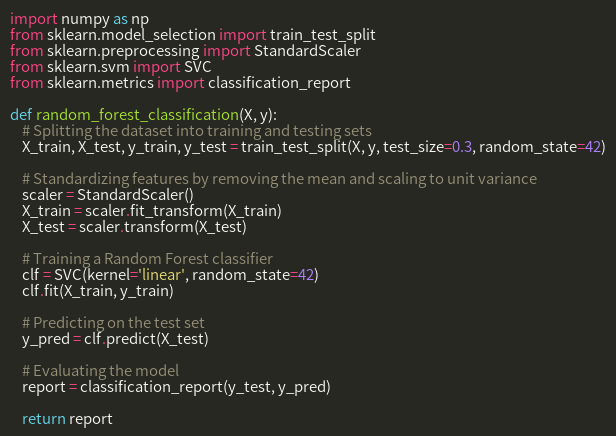 import numpy as np
from sklearn.model_selection import train_test_split
from sklearn.preprocessing import StandardScaler
from sklearn.svm import SVC
from sklearn.metrics import classification_report

def random_forest_classification(X, y):
    # Splitting the dataset into training and testing sets
    X_train, X_test, y_train, y_test = train_test_split(X, y, test_size=0.3, random_state=42)

    # Standardizing features by removing the mean and scaling to unit variance
    scaler = StandardScaler()
    X_train = scaler.fit_transform(X_train)
    X_test = scaler.transform(X_test)

    # Training a Random Forest classifier
    clf = SVC(kernel='linear', random_state=42)
    clf.fit(X_train, y_train)

    # Predicting on the test set
    y_pred = clf.predict(X_test)

    # Evaluating the model
    report = classification_report(y_test, y_pred)

    return report